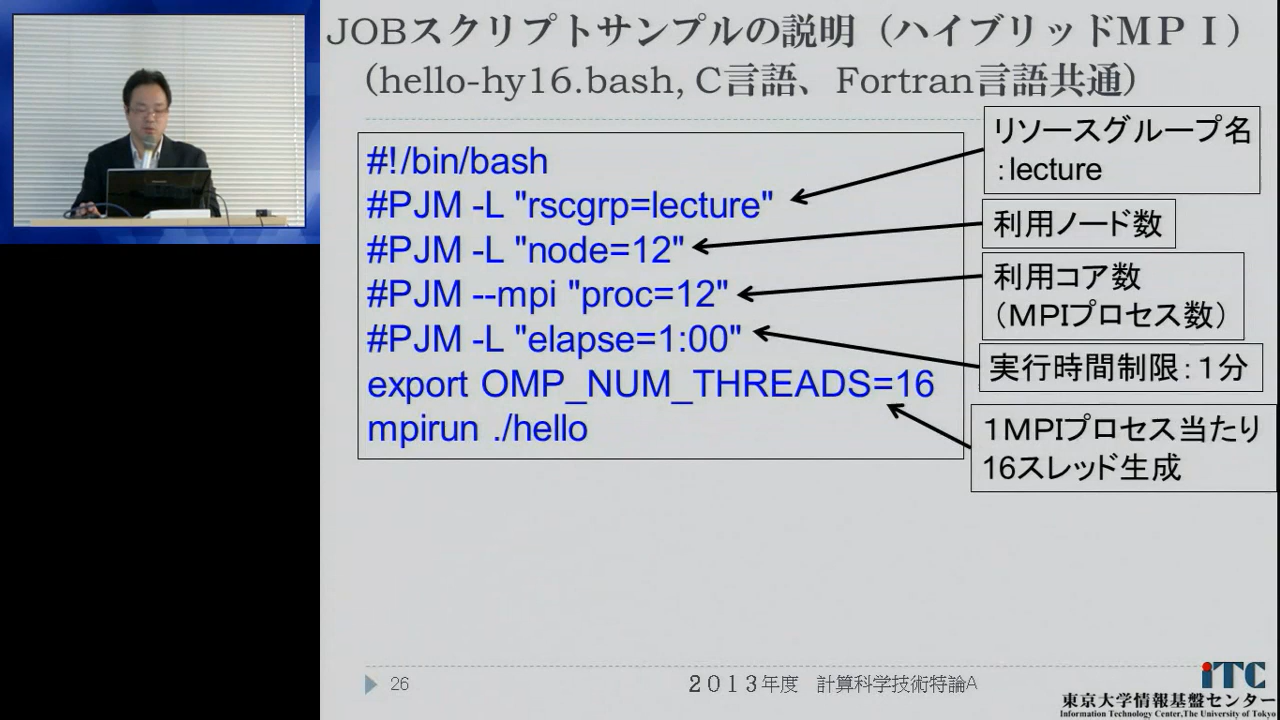 JOBスクリプトサンプルの説明（ハイブリッドＭＰＩ）
(hello-hy16.bash, C言語、Fortran言語共通)
#!/bin/bash
#PJM -L "rscgrp=lecture"
#PJM -L "node=12"
#PJM --mpi "proc=12"
#PJM -L "elapse=1:00"
export OMP_NUM_THREADS=16
mpirun ./hello
リソースグループ名
：lecture
利用ノード数
利用コア数
（ＭＰＩプロセス数）
実行時間制限：１分
１ＭＰＩプロセス当たり
16スレッド生成
26
２０１３年度　計算科学技術特論A
iTC
東京大学情報基盤センター
Information Technology Center,The University of Tokyo